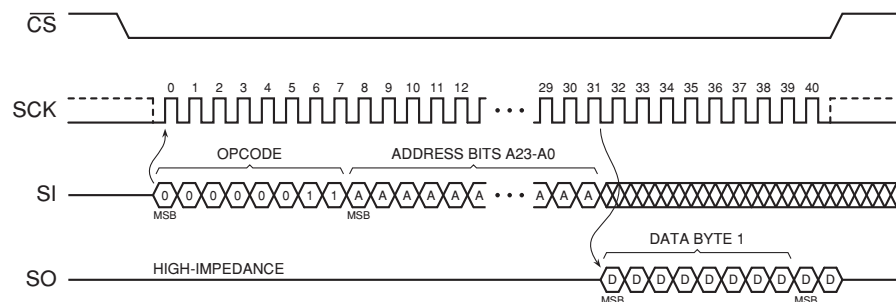 CS
0 1 2 3 4 5 6 7 8 9 10 11 12 29 30 31 32 33 34 35 36 37 38 39 40
SCK
OPCODE ADDRESS BITS A23-A0
SI 0 0 0 0 0 0 1 1 A A A A A A A A A
MSB MSB
DATA BYTE 1
SO HIGH-IMPEDANCE D D D D D D D D D D
MSB MSB